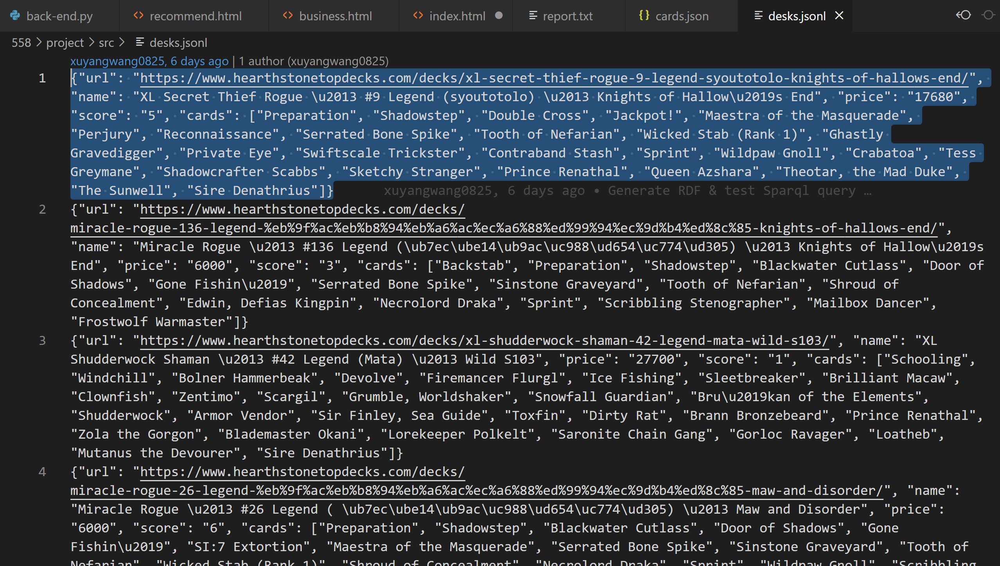 back-end.py recommend.html business.html index.html report.txt {} cards.json desks.jsonl
558 > project > src > desks.jsonl
xuyangwang0825, 6 days ago | 1 author (xuyangwang0825)
1 {"url": "https://www.hearthstonetopdecks.com/decks/xl-secret-thief-rogue-9-legend-syoutotolo-knights-of-hallows-end/",
"name": "XL Secret Thief Rogue \u2013 #9 Legend (syoutotolo) \u2013 Knights of Hallow\u2019s End", "price": "17680",
"score": "5", "cards": ["Preparation", "Shadowstep", "Double Cross", "Jackpot!", "Maestra of the Masquerade",
"Perjury", "Reconnaissance", "Serrated Bone Spike", "Tooth of Nefarian", "Wicked Stab (Rank 1)", "Ghastly
Gravedigger", "Private Eye", "Swiftscale Trickster", "Contraband Stash", "Sprint", "Wildpaw Gnoll", "Crabatoa", "Tess
Greymane", "Shadowcrafter Scabbs", "Sketchy Stranger", "Prince Renathal", "Queen Azshara", "Theotar, the Mad Duke",
"The Sunwell", "Sire Denathrius"]} xuyangwang0825, 6 days ago • Generate RDF & test Sparql query …
2 {"url": "https://www.hearthstonetopdecks.com/decks/
miracle-rogue-136-legend-%eb%9f%ac%eb%b8%94%eb%a6%ac%ec%a6%88%ed%99%94%ec%9d%b4%ed%8c%85-knights-of-hallows-end/",
"name": "Miracle Rogue \u2013 #136 Legend (\ub7ec\ube14\ub9ac\uc988\ud654\uc774\ud305) \u2013 Knights of Hallow\u2019s
End", "price": "6000", "score": "3", "cards": ["Backstab", "Preparation", "Shadowstep", "Blackwater Cutlass", "Door of
Shadows", "Gone Fishin\u2019", "Serrated Bone Spike", "Sinstone Graveyard", "Tooth of Nefarian", "Shroud of
Concealment", "Edwin, Defias Kingpin", "Necrolord Draka", "Sprint", "Scribbling Stenographer", "Mailbox Dancer",
"Frostwolf Warmaster"]}
3 {"url": "https://www.hearthstonetopdecks.com/decks/xl-shudderwock-shaman-42-legend-mata-wild-s103/", "name": "XL
Shudderwock Shaman \u2013 #42 Legend (Mata) \u2013 Wild S103", "price": "27700", "score": "1", "cards": ["Schooling",
"Windchill", "Bolner Hammerbeak", "Devolve", "Firemancer Flurgl", "Ice Fishing", "Sleetbreaker", "Brilliant Macaw",
"Clownfish", "Zentimo", "Scargil", "Grumble, Worldshaker", "Snowfall Guardian", "Bru\u2019kan of the Elements",
"Shudderwock", "Armor Vendor", "Sir Finley, Sea Guide", "Toxfin", "Dirty Rat", "Brann Bronzebeard", "Prince Renathal",
"Zola the Gorgon", "Blademaster Okani", "Lorekeeper Polkelt", "Saronite Chain Gang", "Gorloc Ravager", "Loatheb",
"Mutanus the Devourer", "Sire Denathrius"]}
4 {"url": "https://www.hearthstonetopdecks.com/decks/
miracle-rogue-26-legend-%eb%9f%ac%eb%b8%94%eb%a6%ac%ec%a6%88%ed%99%94%ec%9d%b4%ed%8c%85-maw-and-disorder/", "name":
"Miracle Rogue \u2013 #26 Legend ( \ub7ec\ube14\ub9ac\uc988\ud654\uc774\ud305) \u2013 Maw and Disorder", "price":
"6000", "score": "6", "cards": ["Preparation", "Shadowstep", "Blackwater Cutlass", "Door of Shadows", "Gone
Fishin\u2019", "SI:7 Extortion", "Maestra of the Masquerade", "Serrated Bone Spike", "Sinstone Graveyard", "Tooth of
Nefarian", "Wicked Stab (Rank 1)", "Shroud of Concealment", "Necrolord Draka", "Sprint", "Wildpaw Gnoll", "Scribbling